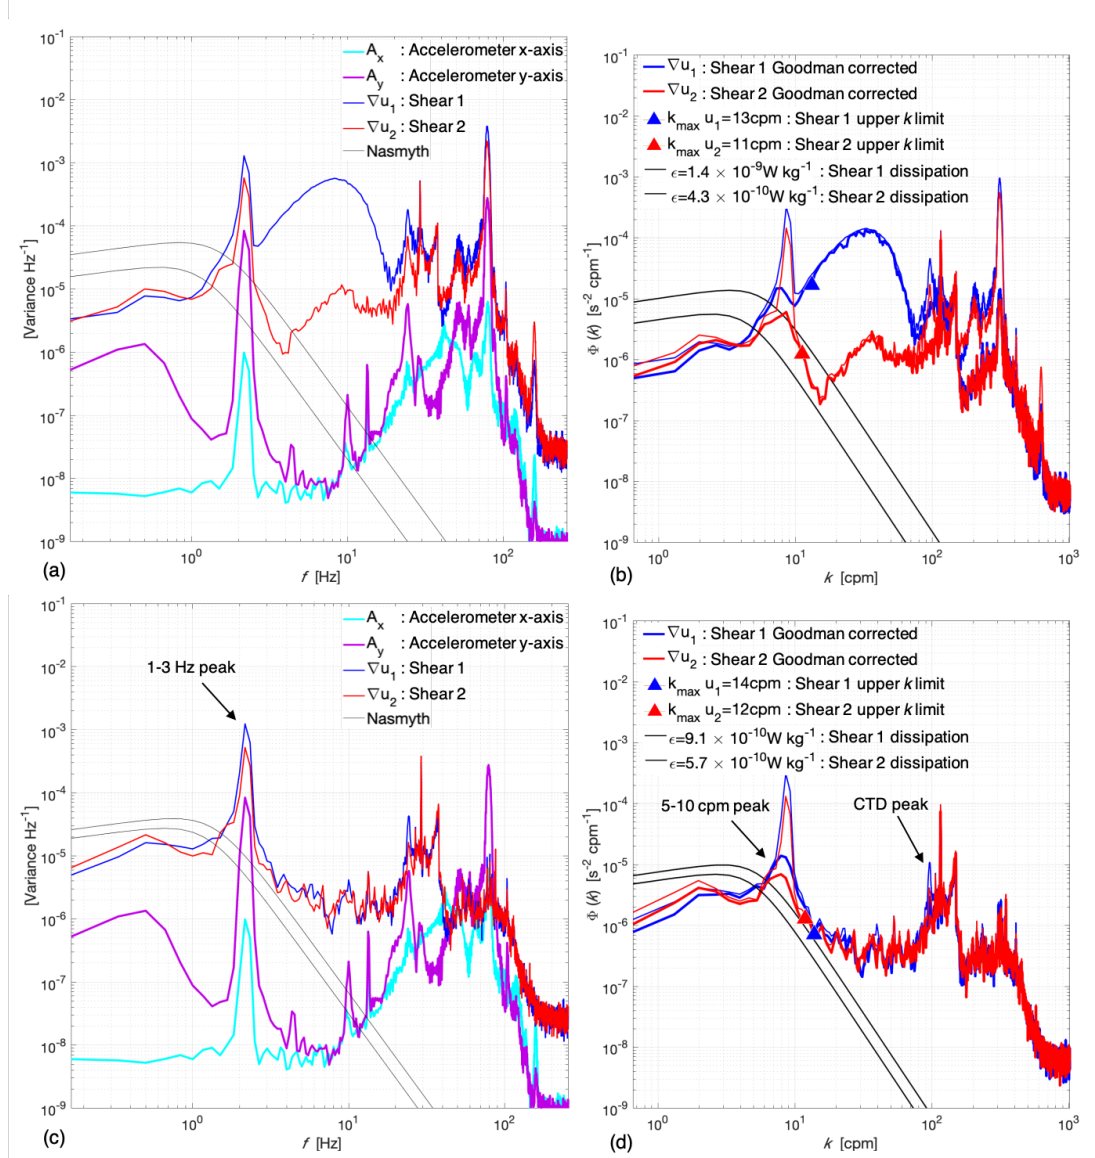 10^-1
10^-2
10^-3
10^-4
10^-5
10^-6
10^-7
10^-8
10^-9
[Variance Hz^-1]
A_x : Accelerometer x-axis
A_y : Accelerometer y-axis
∇u_1 : Shear 1
∇u_2 : Shear 2
Nasmyth
10^0 10^1 10^2
f [Hz]
(a)
10^-1
10^-2
10^-3
10^-4
10^-5
10^-6
10^-7
10^-8
10^-9
Φ (k) [s^-2 cpm^-1]
∇u_1 : Shear 1 Goodman corrected
∇u_2 : Shear 2 Goodman corrected
k_max u_1=13cpm : Shear 1 upper k limit
k_max u_2=11cpm : Shear 2 upper k limit
ϵ=1.4 × 10^-9W kg^-1 : Shear 1 dissipation
ϵ=4.3 × 10^-10W kg^-1 : Shear 2 dissipation
10^0 10^1 10^2 10^3
k [cpm]
(b)
10^-1
10^-2
10^-3
10^-4
10^-5
10^-6
10^-7
10^-8
10^-9
[Variance Hz^-1]
A_x : Accelerometer x-axis
A_y : Accelerometer y-axis
∇u_1 : Shear 1
∇u_2 : Shear 2
Nasmyth
1-3 Hz peak
10^0 10^1 10^2
f [Hz]
(c)
10^-1
10^-2
10^-3
10^-4
10^-5
10^-6
10^-7
10^-8
10^-9
Φ (k) [s^-2 cpm^-1]
∇u_1 : Shear 1 Goodman corrected
∇u_2 : Shear 2 Goodman corrected
k_max u_1=14cpm : Shear 1 upper k limit
k_max u_2=12cpm : Shear 2 upper k limit
ϵ=9.1 × 10^-10W kg^-1 : Shear 1 dissipation
ϵ=5.7 × 10^-10W kg^-1 : Shear 2 dissipation
5-10 cpm peak
CTD peak
10^0 10^1 10^2 10^3
k [cpm]
(d)